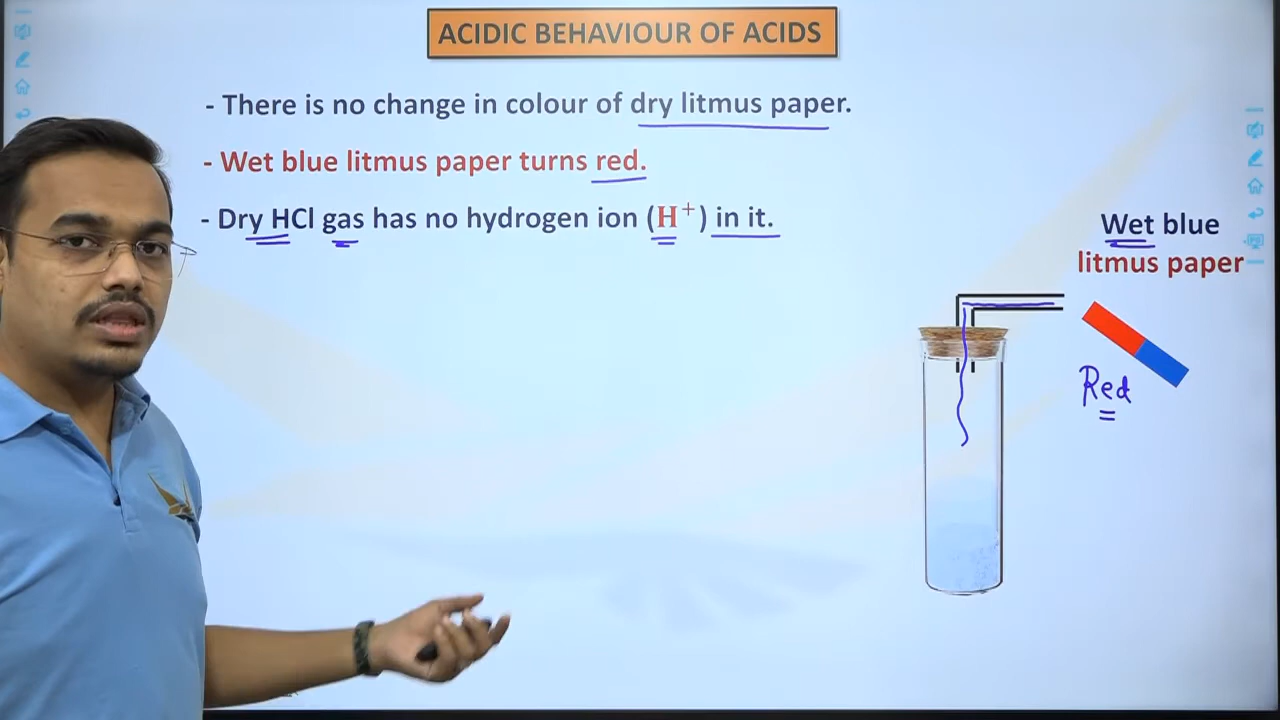 ACIDIC BEHAVIOUR OF ACIDS
- There is no change in colour of dry litmus paper.
- Wet blue litmus paper turns red.
- Dry HCl gas has no hydrogen ion (H⁺) in it.
Wet blue
litmus paper
Red